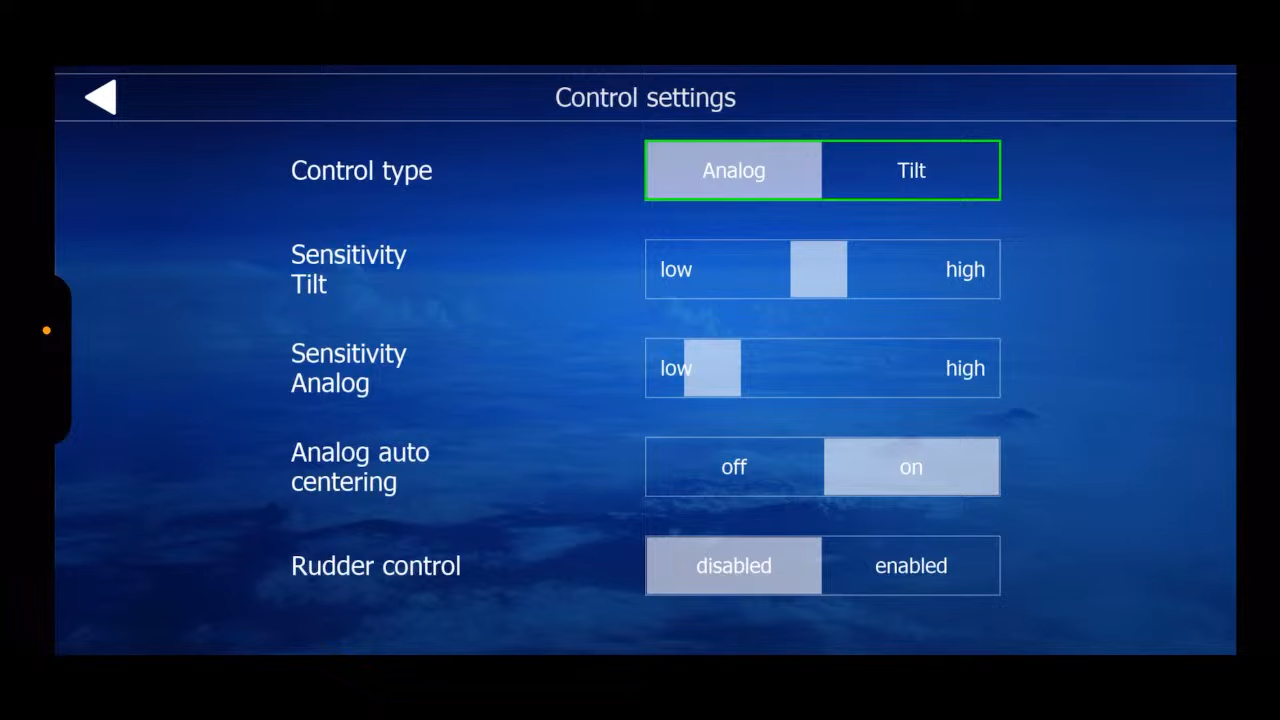 Control settings
Control type
Analog Tilt
Sensitivity
Tilt
low high
Sensitivity
Analog
low high
Analog auto
centering
off on
Rudder control
disabled enabled